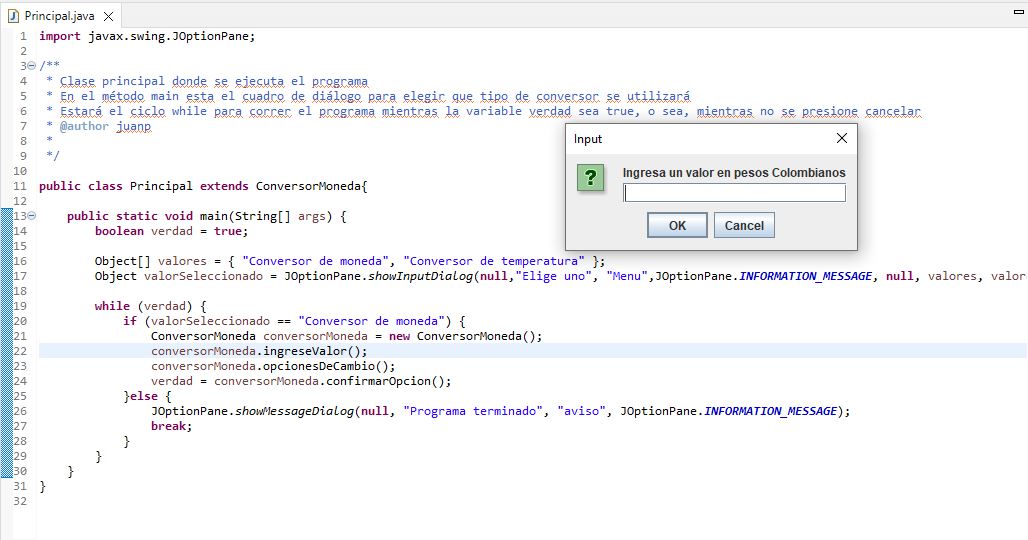 Principal.java
1 import javax.swing.JOptionPane;
2
3 /**
4  * Clase principal donde se ejecuta el programa
5  * En el método main esta el cuadro de diálogo para elegir que tipo de conversor se utilizará
6  * Estará el ciclo while para correr el programa mientras la variable verdad sea true, o sea, mientras no se presione cancelar
7  * @author juanp
8  *
9  */
10
11 public class Principal extends ConversorMoneda{
12
13     public static void main(String[] args) {
14         boolean verdad = true;
15
16         Object[] valores = { "Conversor de moneda", "Conversor de temperatura" };
17         Object valorSeleccionado = JOptionPane.showInputDialog(null,"Elige uno", "Menu",JOptionPane.INFORMATION_MESSAGE, null, valores, valor
18
19         while (verdad) {
20             if (valorSeleccionado == "Conversor de moneda") {
21                 ConversorMoneda conversorMoneda = new ConversorMoneda();
22                 conversorMoneda.ingreseValor();
23                 conversorMoneda.opcionesDeCambio();
24                 verdad = conversorMoneda.confirmarOpcion();
25             }else {
26                 JOptionPane.showMessageDialog(null, "Programa terminado", "aviso", JOptionPane.INFORMATION_MESSAGE);
27                 break;
28             }
29         }
30     }
31 }
32
Input
Ingresa un valor en pesos Colombianos
?
OK Cancel